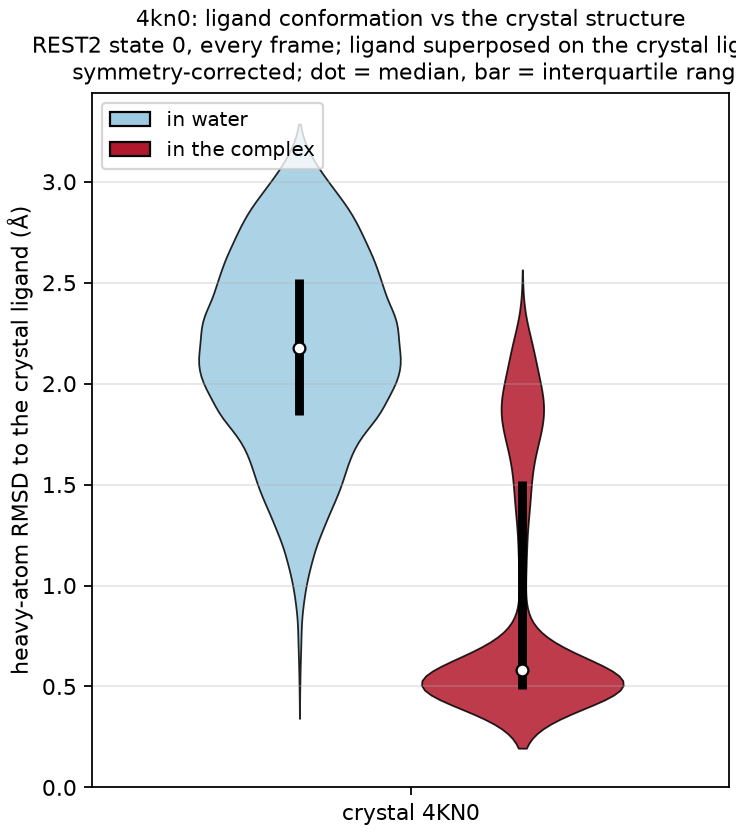 4kn0: ligand conformation vs the crystal structure
REST2 state 0, every frame; ligand superposed on the crystal lig
symmetry-corrected; dot = median, bar = interquartile rang
in water
in the complex
3.0
2.5
2.0
1.5
1.0
0.5
0.0
heavy-atom RMSD to the crystal ligand (Å)
crystal 4KN0